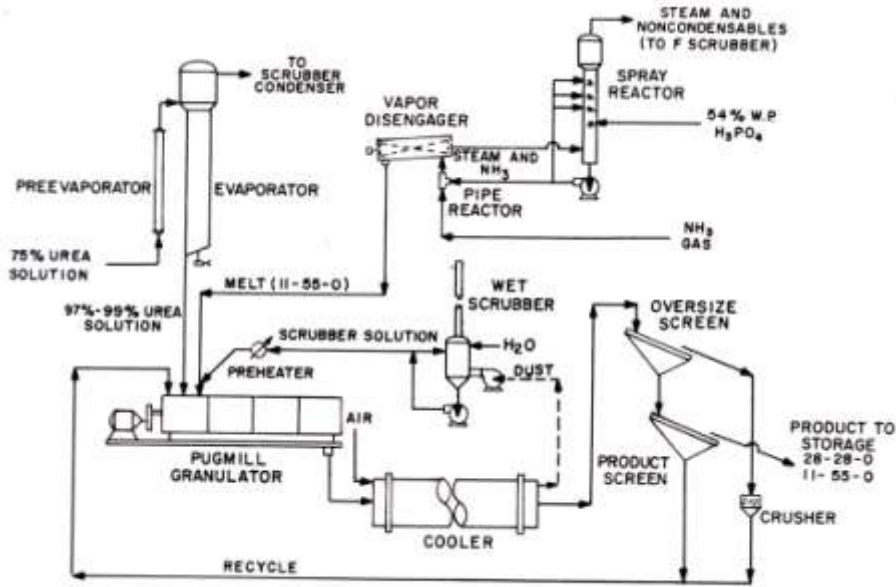 STEAM AND
NONCONDENSABLES
(TO F SCRUBBER)
TO
SCRUBBER
CONDENSER
SPRAY
REACTOR
VAPOR
DISENGAGER
54% W.P.
H₃PO₄
STEAM AND
NH₃
PREEVAPORATOR
EVAPORATOR
PIPE
REACTOR
NH₃
GAS
75% UREA
SOLUTION
MELT (11-55-0)
WET
SCRUBBER
97%-99% UREA
SOLUTION
SCRUBBER SOLUTION
OVERSIZE
SCREEN
H₂O
PREHEATER
DUST
AIR
PUGMILL
GRANULATOR
PRODUCT
SCREEN
PRODUCT TO
STORAGE
28-28-0
11-55-0
CRUSHER
COOLER
RECYCLE